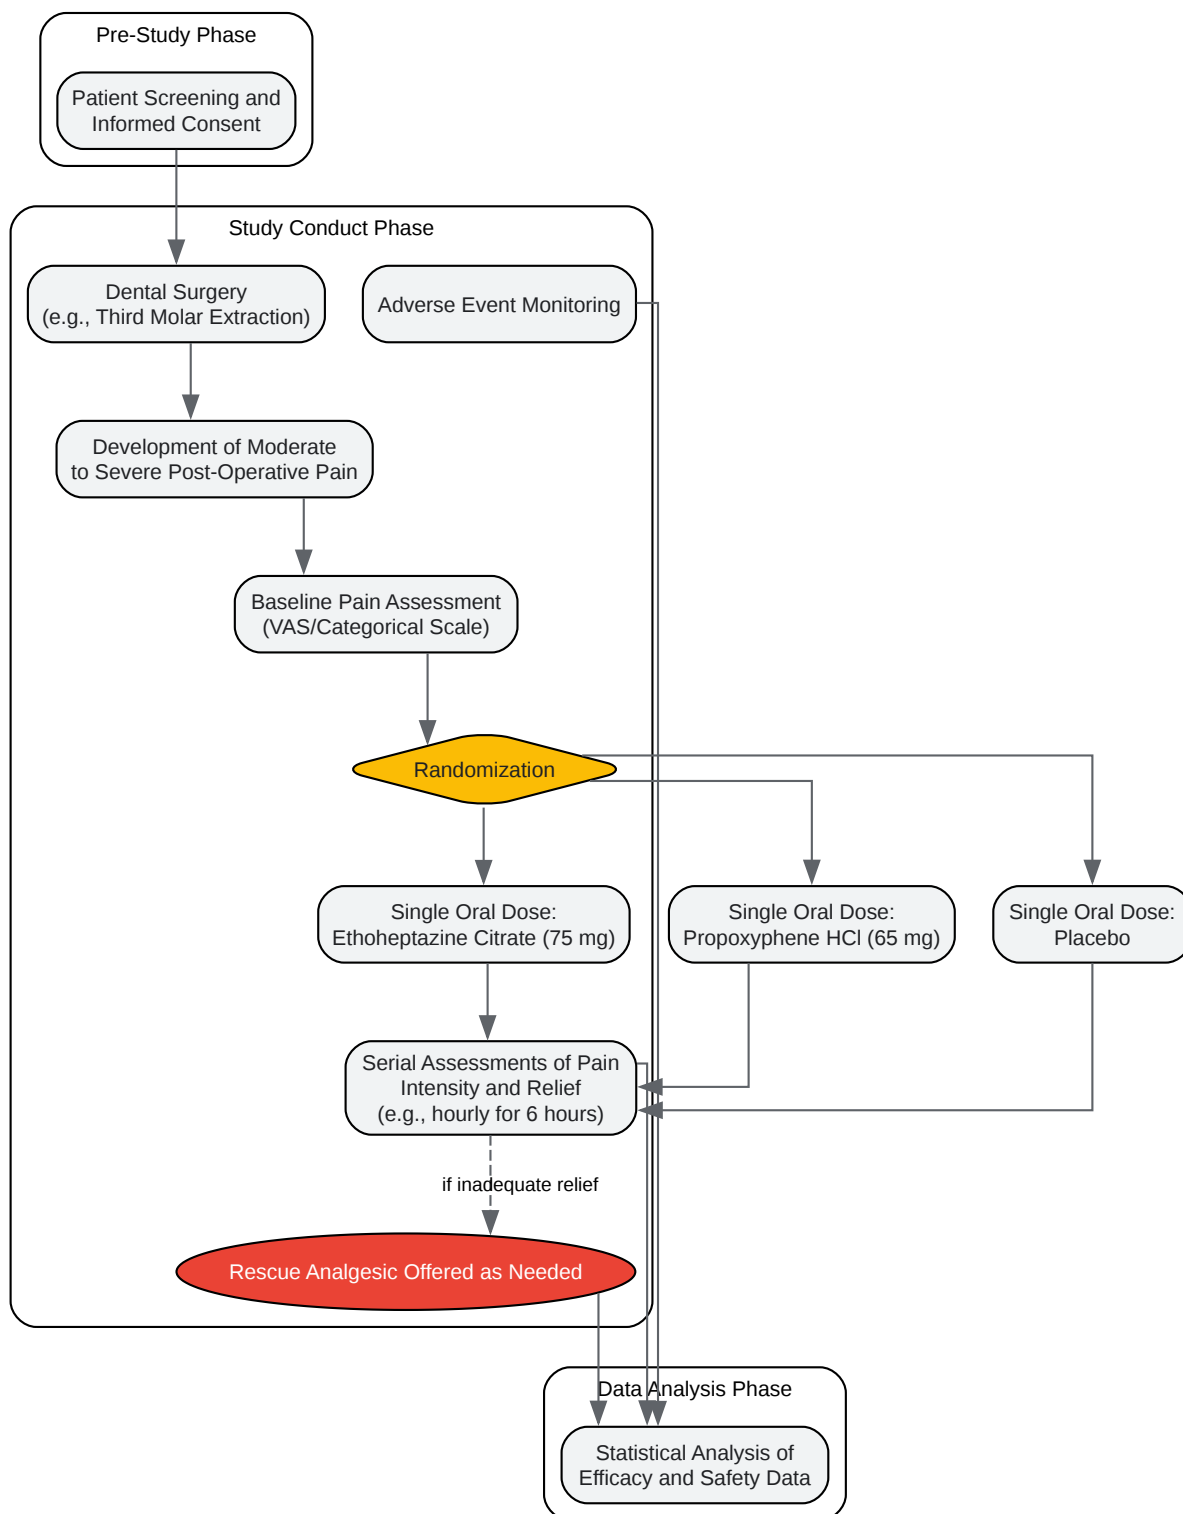 Pre-Study Phase
Patient Screening and
Informed Consent
Study Conduct Phase
Dental Surgery
(e.g., Third Molar Extraction)
Adverse Event Monitoring
Development of Moderate
to Severe Post-Operative Pain
Baseline Pain Assessment
(VAS/Categorical Scale)
Randomization
Single Oral Dose:
Ethoheptazine Citrate (75 mg)
Single Oral Dose:
Propoxyphene HCl (65 mg)
Single Oral Dose:
Placebo
Serial Assessments of Pain
Intensity and Relief
(e.g., hourly for 6 hours)
if inadequate relief
Rescue Analgesic Offered as Needed
Data Analysis Phase
Statistical Analysis of
Efficacy and Safety Data